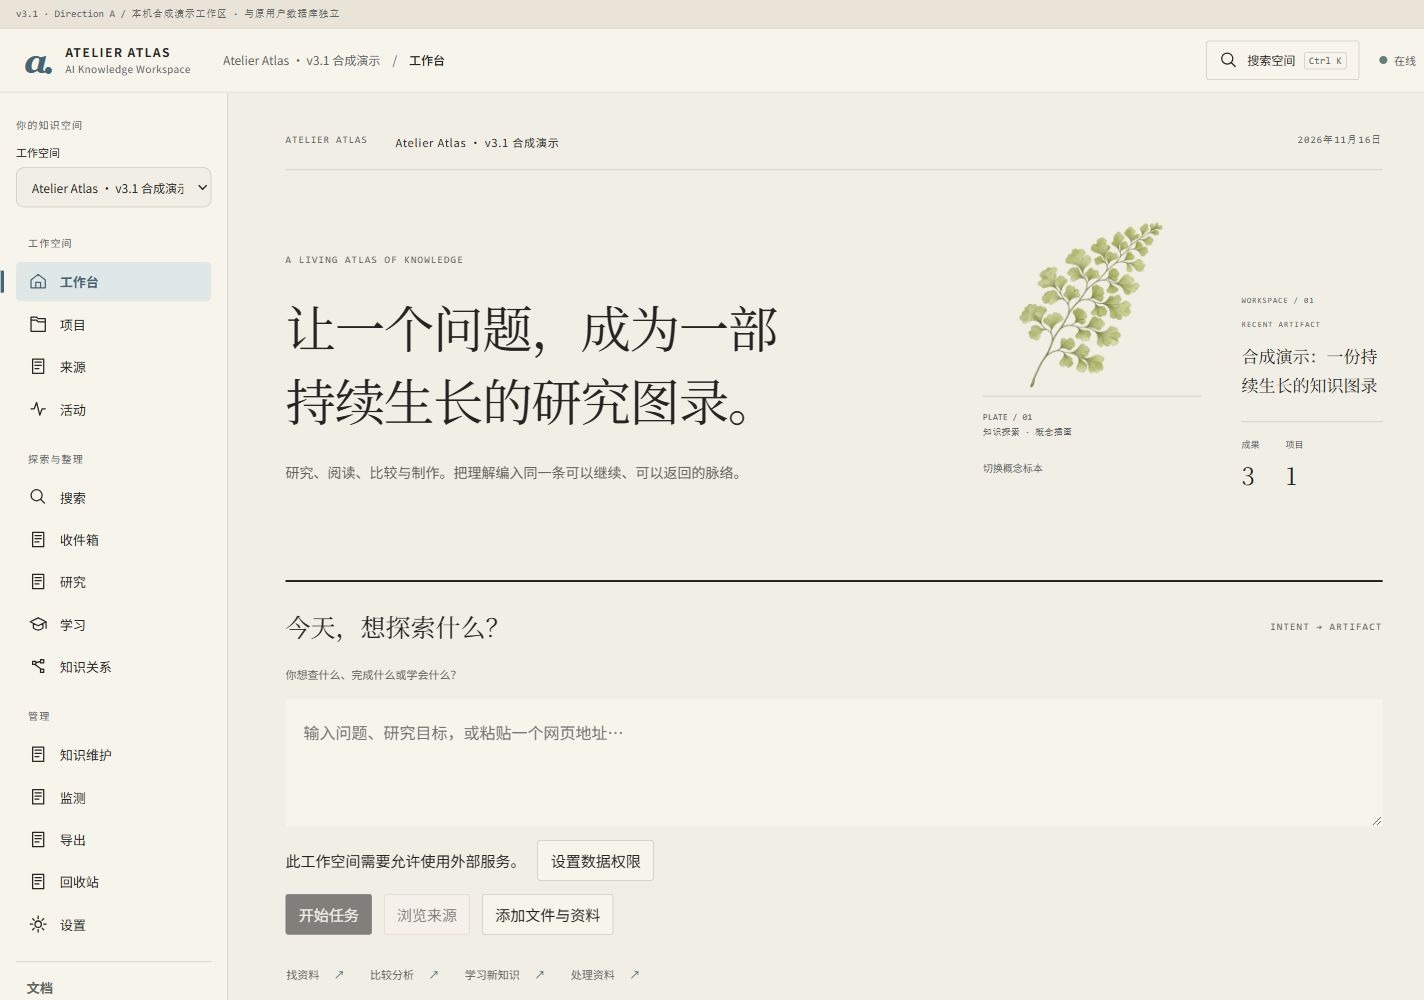 v3.1 · Direction A / 本机合成演示工作区 · 与原用户数据库独立
a.
ATELIER ATLAS
AI Knowledge Workspace
Atelier Atlas · v3.1 合成演示 / 工作台
搜索空间 Ctrl K
在线
你的知识空间
工作空间
Atelier Atlas · v3.1 合成演示
工作空间
工作台
项目
来源
活动
探索与整理
搜索
收件箱
研究
学习
知识关系
管理
知识维护
监测
导出
回收站
设置
文档
ATELIER ATLAS
Atelier Atlas · v3.1 合成演示
2026年11月16日
A LIVING ATLAS OF KNOWLEDGE
让一个问题，成为一部
持续生长的研究图录。
研究、阅读、比较与制作。把理解编入同一条可以继续、可以返回的脉络。
PLATE / 01
知识探索 · 概念插画
切换概念标本
WORKSPACE / 01
RECENT ARTIFACT
合成演示：一份持
续生长的知识图录
成果 项目
3 1
今天，想探索什么？
INTENT → ARTIFACT
你想查什么、完成什么或学会什么？
输入问题、研究目标，或粘贴一个网页地址…
此工作空间需要允许使用外部服务。 设置数据权限
开始任务 浏览来源 添加文件与资料
找资料 ↗ 比较分析 ↗ 学习新知识 ↗ 处理资料 ↗